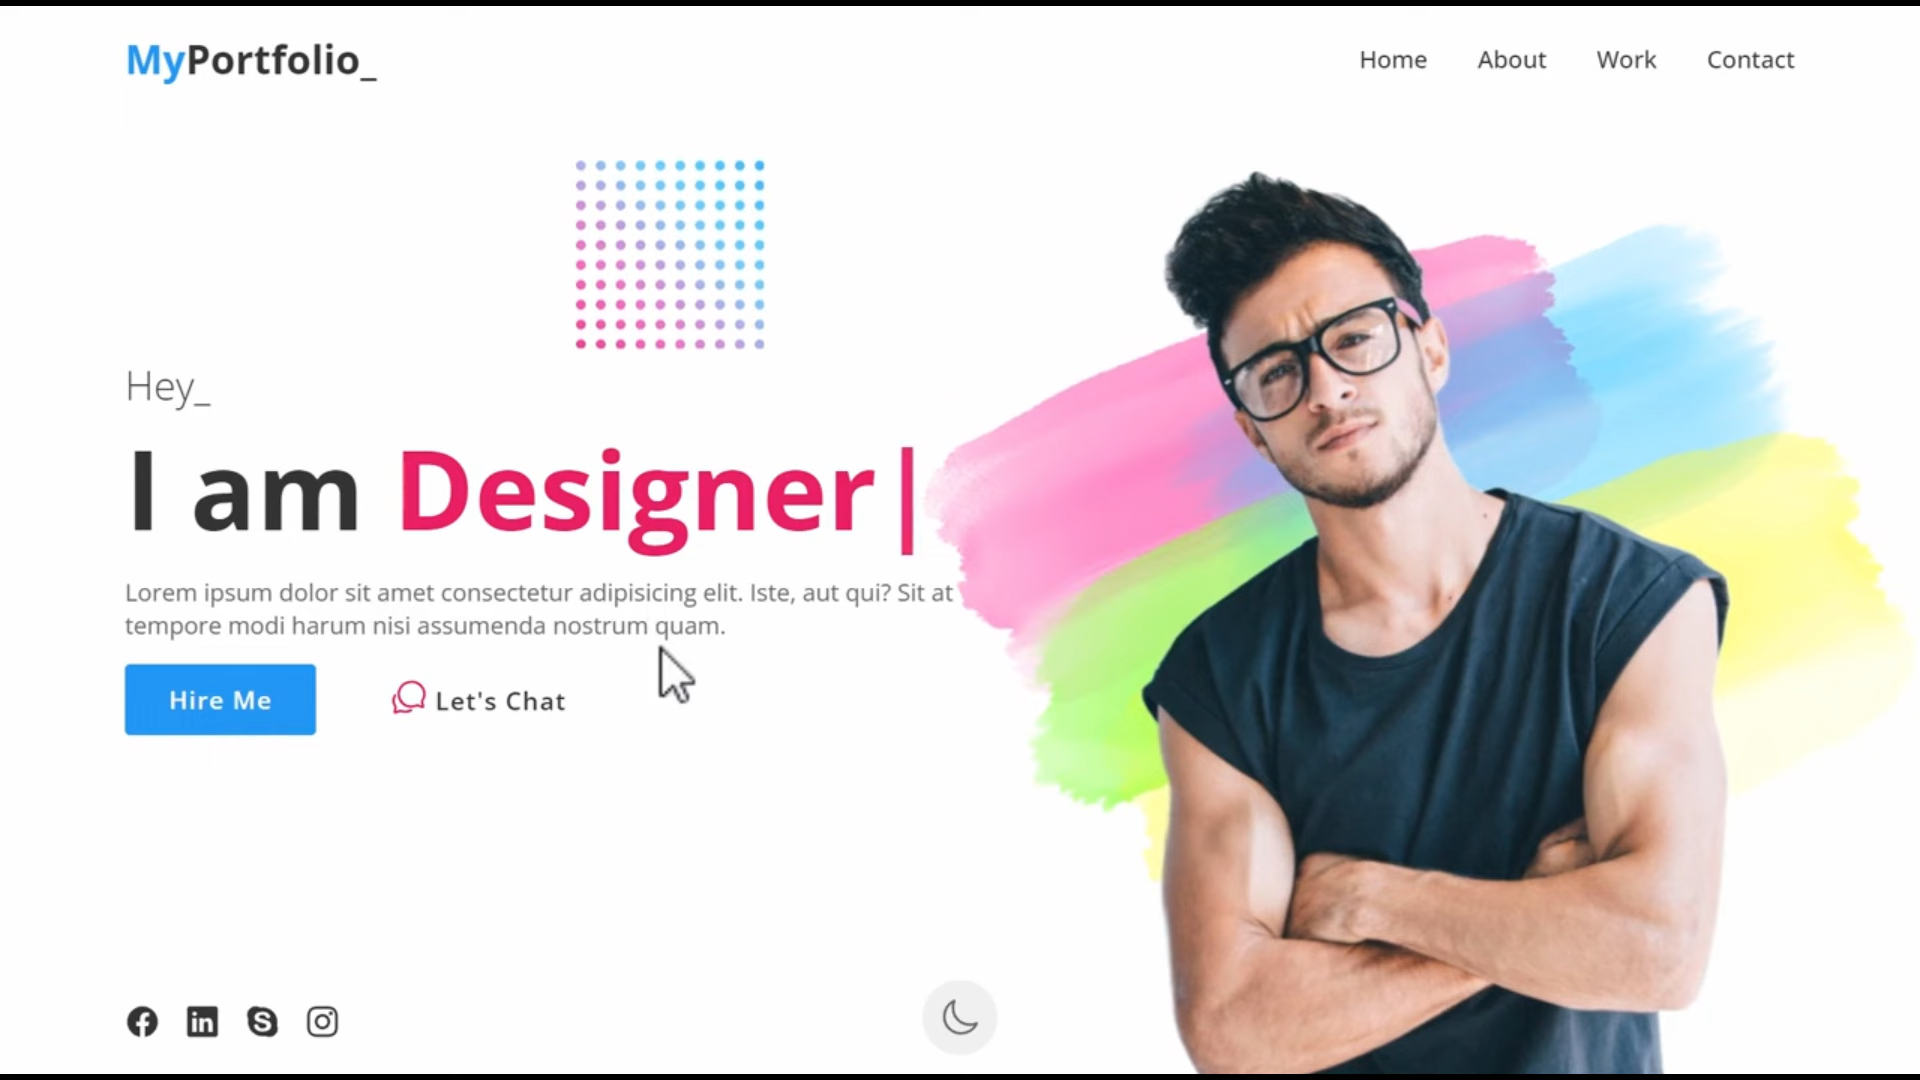 MyPortfolio_
Home About Work Contact
Hey_
I am Designer|
Lorem ipsum dolor sit amet consectetur adipisicing elit. Iste, aut qui? Sit at
tempore modi harum nisi assumenda nostrum quam.
Hire Me Let's Chat